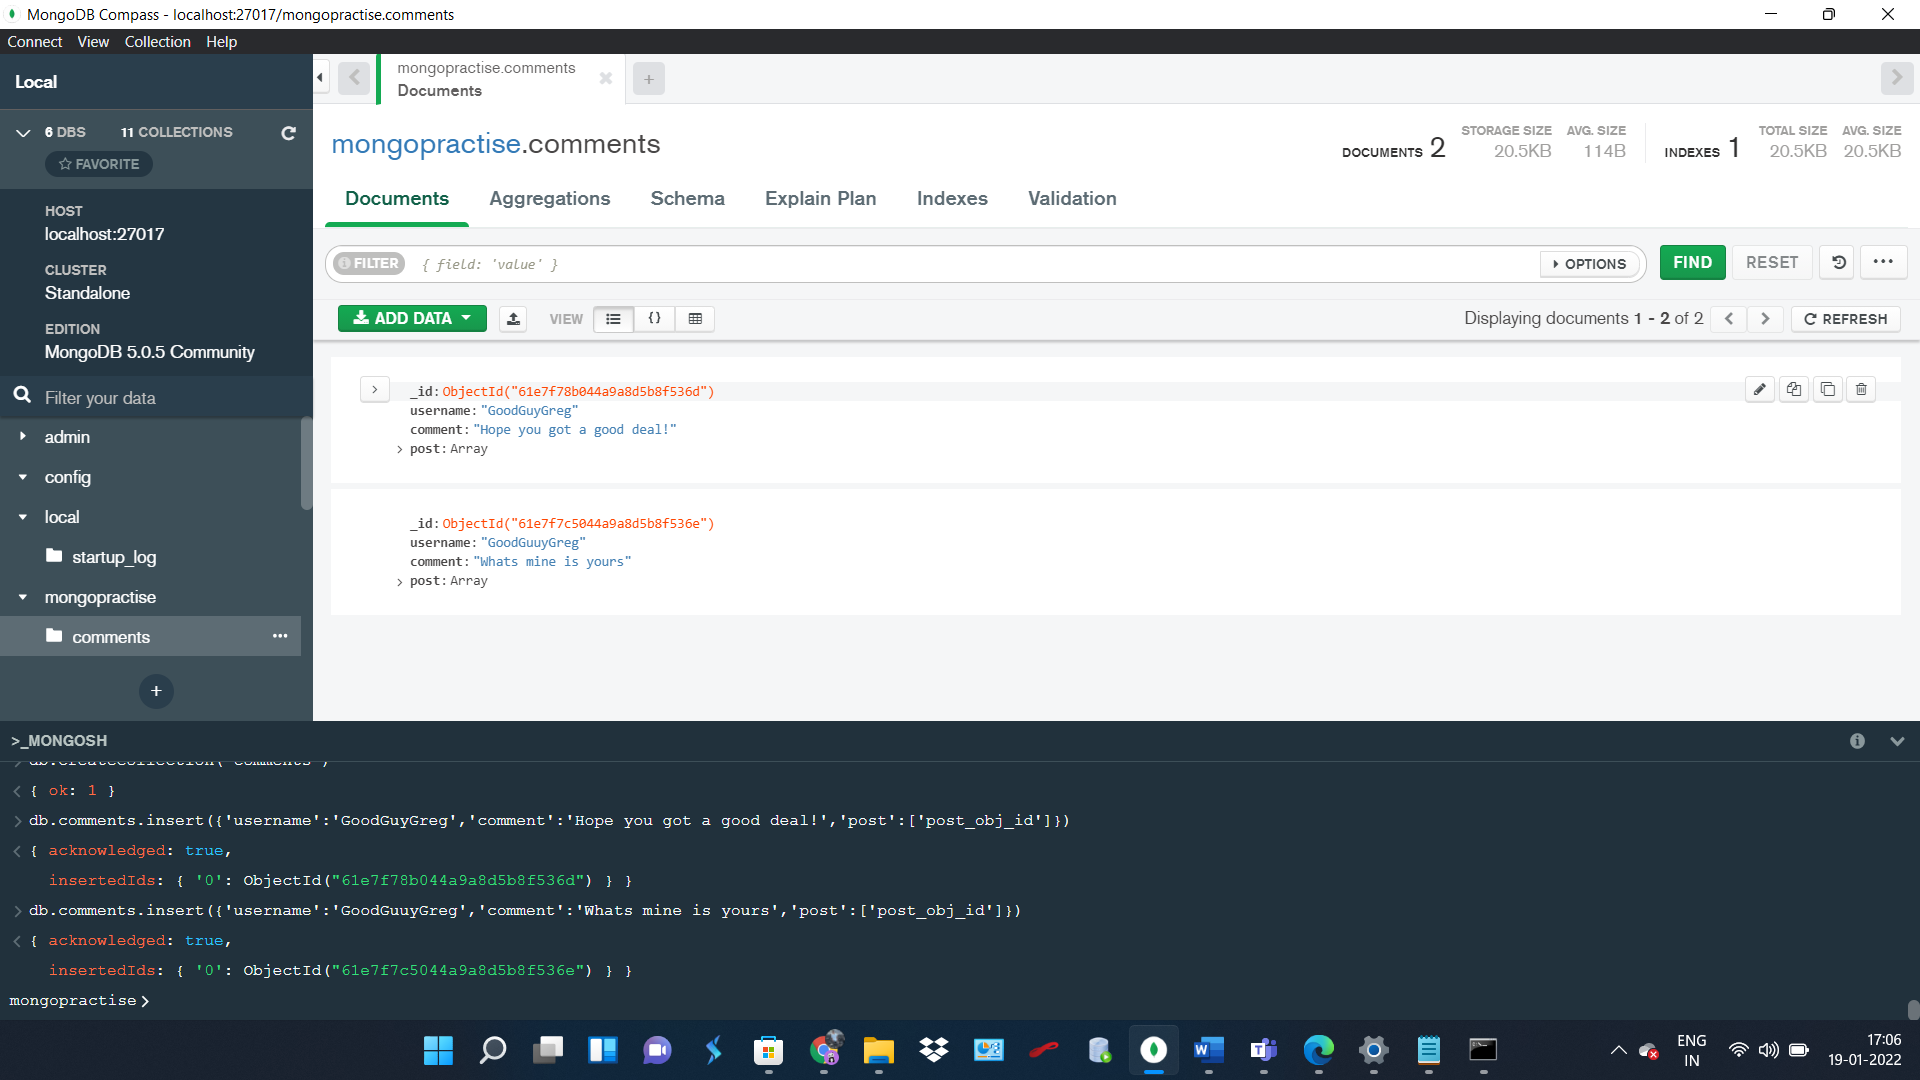 MongoDB Compass - localhost:27017/mongopractise.comments
Connect View Collection Help
Local
6 DBS 11 COLLECTIONS
FAVORITE
HOST
localhost:27017
CLUSTER
Standalone
EDITION
MongoDB 5.0.5 Community
Filter your data
admin
config
local
startup_log
mongopractise
comments
mongopractise.comments
Documents
mongopractise.comments
DOCUMENTS 2
STORAGE SIZE
20.5KB
AVG. SIZE
114B
INDEXES 1
TOTAL SIZE
20.5KB
AVG. SIZE
20.5KB
Documents Aggregations Schema Explain Plan Indexes Validation
FILTER { field: 'value' } OPTIONS FIND RESET
ADD DATA VIEW {} Displaying documents 1 - 2 of 2 REFRESH
_id: ObjectId("61e7f78b044a9a8d5b8f536d")
username: "GoodGuyGreg"
comment: "Hope you got a good deal!"
> post: Array
_id: ObjectId("61e7f7c5044a9a8d5b8f536e")
username: "GoodGuuyGreg"
comment: "Whats mine is yours"
> post: Array
>_MONGOSH
> db.createCollection("comments")
< { ok: 1 }
> db.comments.insert({'username':'GoodGuyGreg','comment':'Hope you got a good deal!','post':['post_obj_id']})
< { acknowledged: true,
insertedIds: { '0': ObjectId("61e7f78b044a9a8d5b8f536d") } }
> db.comments.insert({'username':'GoodGuuyGreg','comment':'Whats mine is yours','post':['post_obj_id']})
< { acknowledged: true,
insertedIds: { '0': ObjectId("61e7f7c5044a9a8d5b8f536e") } }
mongopractise >
ENG
IN
17:06
19-01-2022